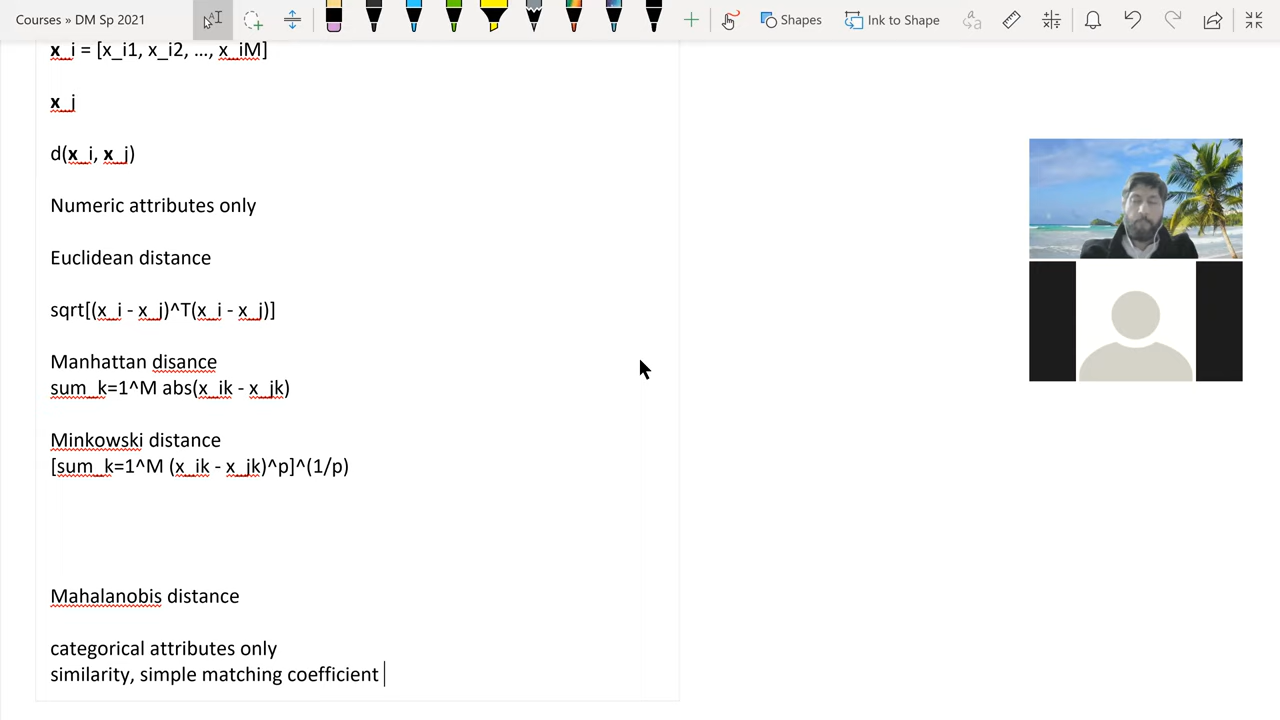 Courses » DM Sp 2021
Shapes
Ink to Shape
x_i = [x_i1, x_i2, ..., x_iM]
x_j
d(x_i, x_j)
Numeric attributes only
Euclidean distance
sqrt[(x_i - x_j)^T(x_i - x_j)]
Manhattan disance
sum_k=1^M abs(x_ik - x_jk)
Minkowski distance
[sum_k=1^M (x_ik - x_jk)^p]^(1/p)
Mahalanobis distance
categorical attributes only
similarity, simple matching coefficient